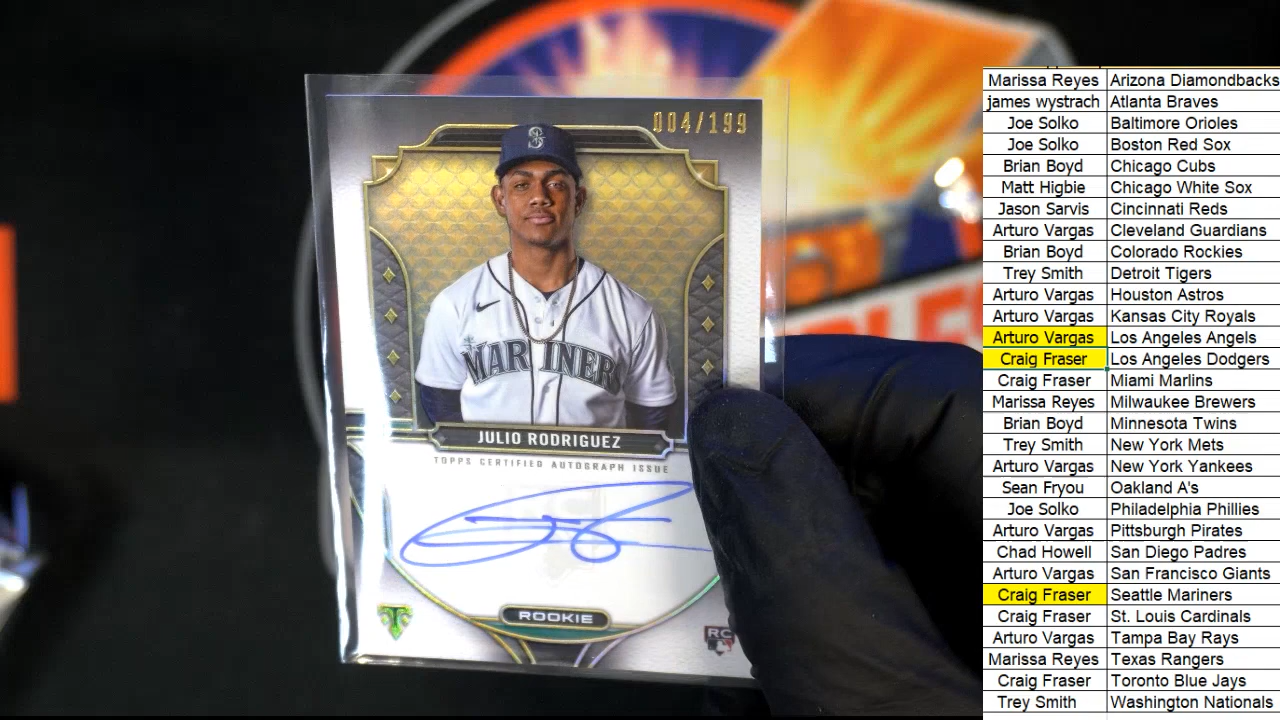 004/199
S
MARINER
JULIO RODRIGUEZ
TOPPS CERTIFIED AUTOGRAPH ISSUE
ROOKIE
RC
Marissa Reyes Arizona Diamondbacks
james wystrach Atlanta Braves
Joe Solko Baltimore Orioles
Joe Solko Boston Red Sox
Brian Boyd Chicago Cubs
Matt Higbie Chicago White Sox
Jason Sarvis Cincinnati Reds
Arturo Vargas Cleveland Guardians
Brian Boyd Colorado Rockies
Trey Smith Detroit Tigers
Arturo Vargas Houston Astros
Arturo Vargas Kansas City Royals
Arturo Vargas Los Angeles Angels
Craig Fraser Los Angeles Dodgers
Craig Fraser Miami Marlins
Marissa Reyes Milwaukee Brewers
Brian Boyd Minnesota Twins
Trey Smith New York Mets
Arturo Vargas New York Yankees
Sean Fryou Oakland A's
Joe Solko Philadelphia Phillies
Arturo Vargas Pittsburgh Pirates
Chad Howell San Diego Padres
Arturo Vargas San Francisco Giants
Craig Fraser Seattle Mariners
Craig Fraser St. Louis Cardinals
Arturo Vargas Tampa Bay Rays
Marissa Reyes Texas Rangers
Craig Fraser Toronto Blue Jays
Trey Smith Washington Nationals